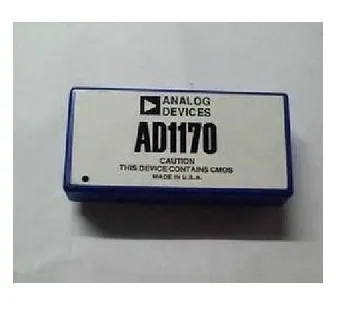 ANALOG
DEVICES
AD1170
CAUTION
THIS DEVICE CONTAINS CMOS
MADE IN U.S.A.